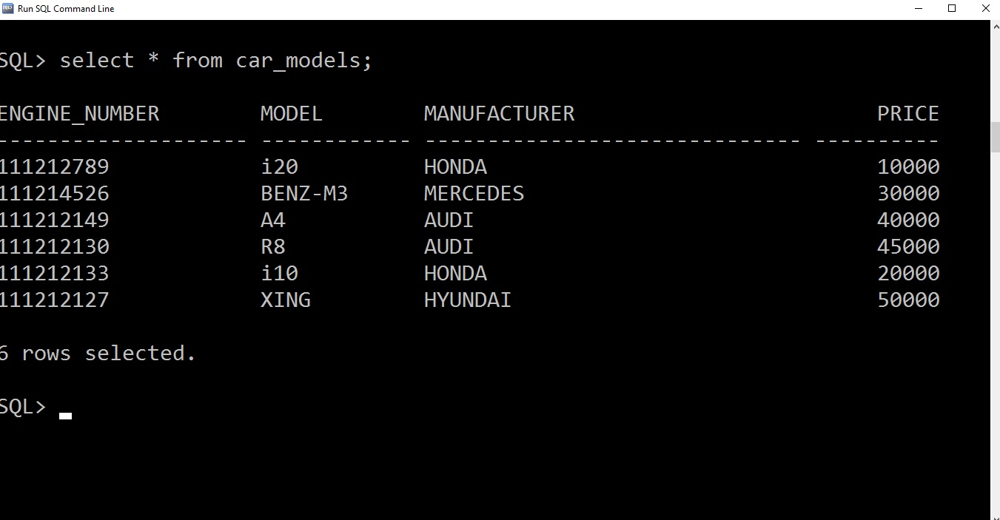 Run SQL Command Line
SQL> select * from car_models;
ENGINE_NUMBER MODEL MANUFACTURER PRICE
-------------------- ------------ ------------------------------ ----------
111212789 i20 HONDA 10000
111214526 BENZ-M3 MERCEDES 30000
111212149 A4 AUDI 40000
111212130 R8 AUDI 45000
111212133 i10 HONDA 20000
111212127 XING HYUNDAI 50000
6 rows selected.
SQL>